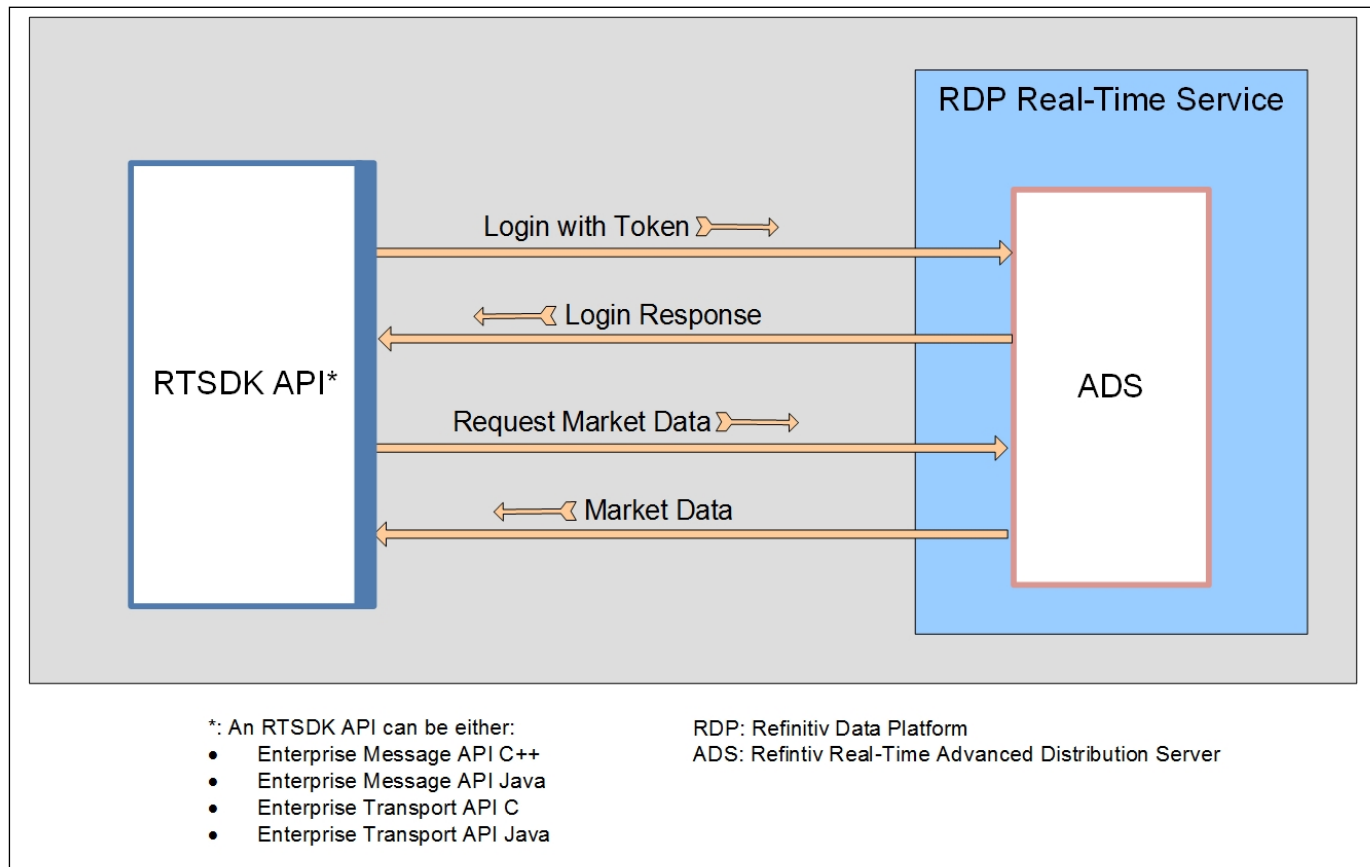 RDP Real-Time Service
Login with Token
Login Response
RTSDK API*
ADS
Request Market Data
Market Data
*: An RTSDK API can be either:
• Enterprise Message API C++
• Enterprise Message API Java
• Enterprise Transport API C
• Enterprise Transport API Java
RDP: Refinitiv Data Platform
ADS: Refintiv Real-Time Advanced Distribution Server